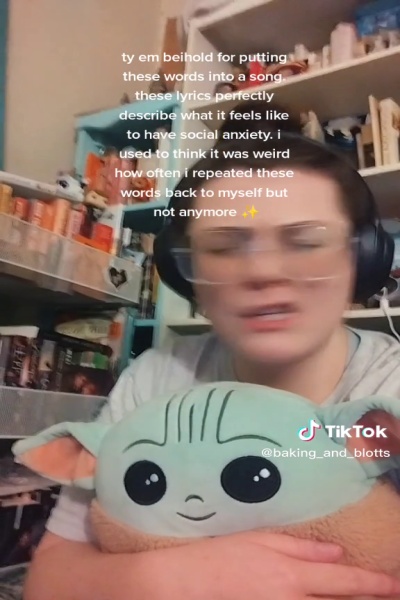 ty em beihold for putting
these words into a song.
these lyrics perfectly
describe what it feels like
to have social anxiety. i
used to think it was weird
how often i repeated these
words back to myself but
not anymore ✨
TikTok
@baking_and_blotts